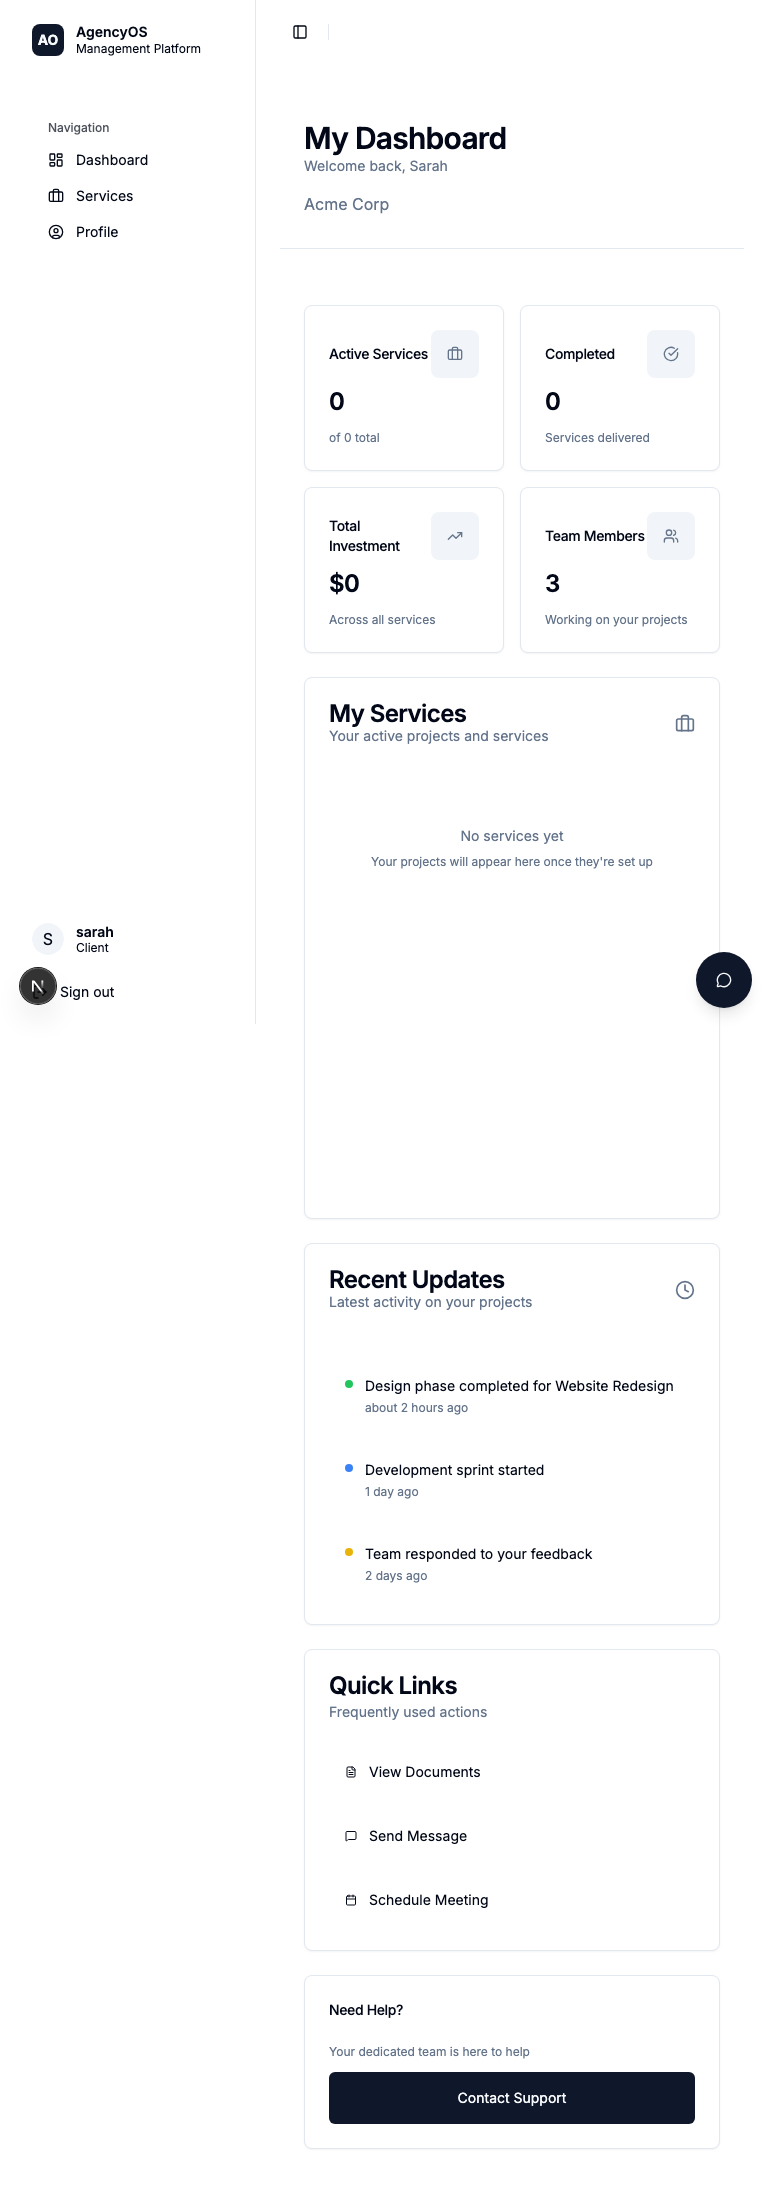 AO
AgencyOS
Management Platform
Navigation
Dashboard
Services
Profile
sarah
Client
S
N
Sign out
My Dashboard
Welcome back, Sarah
Acme Corp
Active Services
0
of 0 total
Completed
0
Services delivered
Total
Investment
$0
Across all services
Team Members
3
Working on your projects
My Services
Your active projects and services
No services yet
Your projects will appear here once they're set up
Recent Updates
Latest activity on your projects
Design phase completed for Website Redesign
about 2 hours ago
Development sprint started
1 day ago
Team responded to your feedback
2 days ago
Quick Links
Frequently used actions
View Documents
Send Message
Schedule Meeting
Need Help?
Your dedicated team is here to help
Contact Support